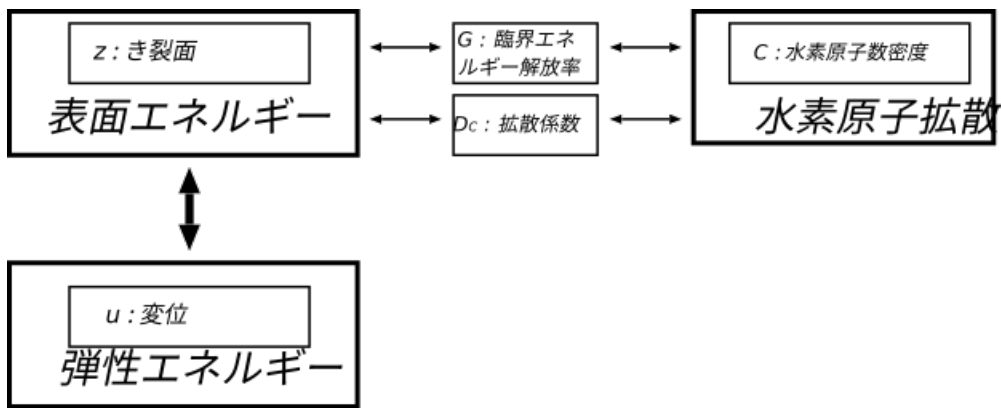 z : き裂面
表面エネルギー
G : 臨界エネ
ルギー解放率
Dc : 拡散係数
C : 水素原子数密度
水素原子拡散
u : 変位
弾性エネルギー